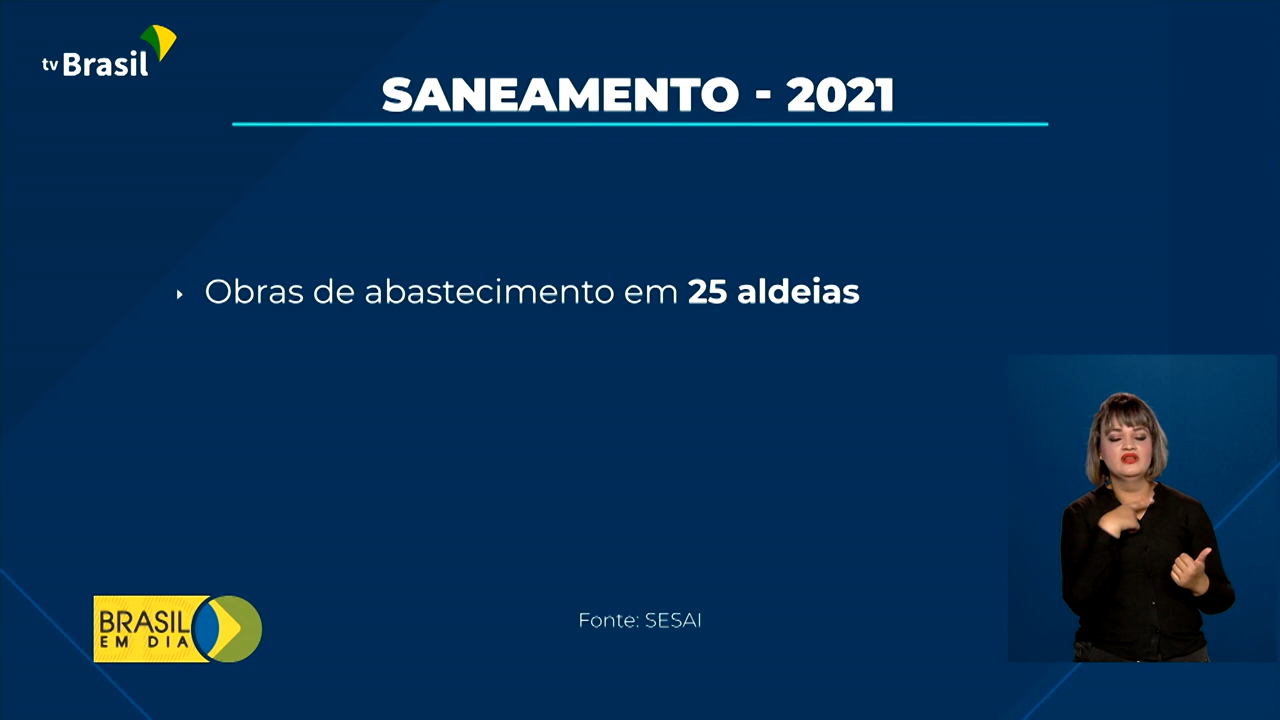 tv Brasil
SANEAMENTO - 2021
Obras de abastecimento em 25 aldeias
BRASIL
EM DIA
Fonte: SESAI